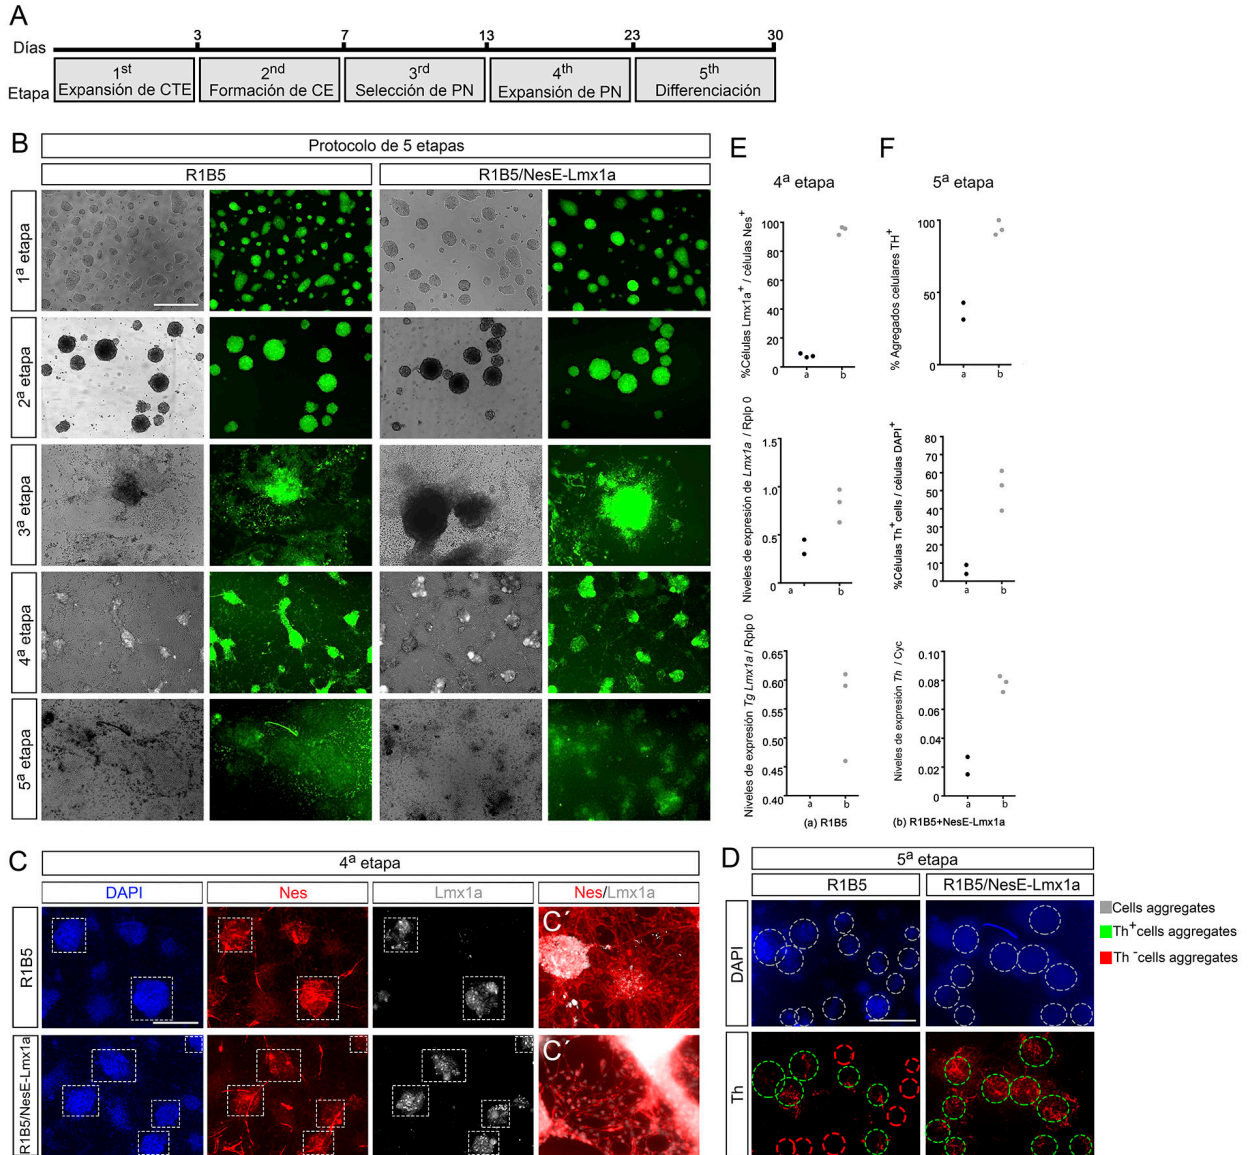 A
Días
3
7
13
23
30
Etapa
1st
Expansión de CTE
2nd
Formación de CE
3rd
Selección de PN
4th
Expansión de PN
5th
Differenciación
B
Protocolo de 5 etapas
R1B5
R1B5/NesE-Lmx1a
1ª etapa
2ª etapa
3ª etapa
4ª etapa
5ª etapa
E
4ª etapa
%Células Lmx1a+ / células Nes+
100
80
60
40
20
0
a
b
Niveles de expresión de Lmx1a / Rplp 0
1.5
1.0
0.5
0
a
b
Niveles expresión Tg Lmx1a / Rplp 0
0.65
0.60
0.55
0.50
0.45
0.40
a
b
(a) R1B5
F
5ª etapa
% Agregados celulares TH+
100
50
0
a
b
%Células Th+cells / células DAPI+
80
70
60
50
40
30
20
10
0
a
b
Niveles de expresión Th / Cyc
0.10
0.08
0.06
0.04
0.02
0
a
b
(b) R1B5+NesE-Lmx1a
C
4ª etapa
DAPI
Nes
Lmx1a
Nes/Lmx1a
R1B5
C´
R1B5/NesE-Lmx1a
C´
D
5ª etapa
R1B5
R1B5/NesE-Lmx1a
DAPI
Th
Cells aggregates
Th+cells aggregates
Th -cells aggregates